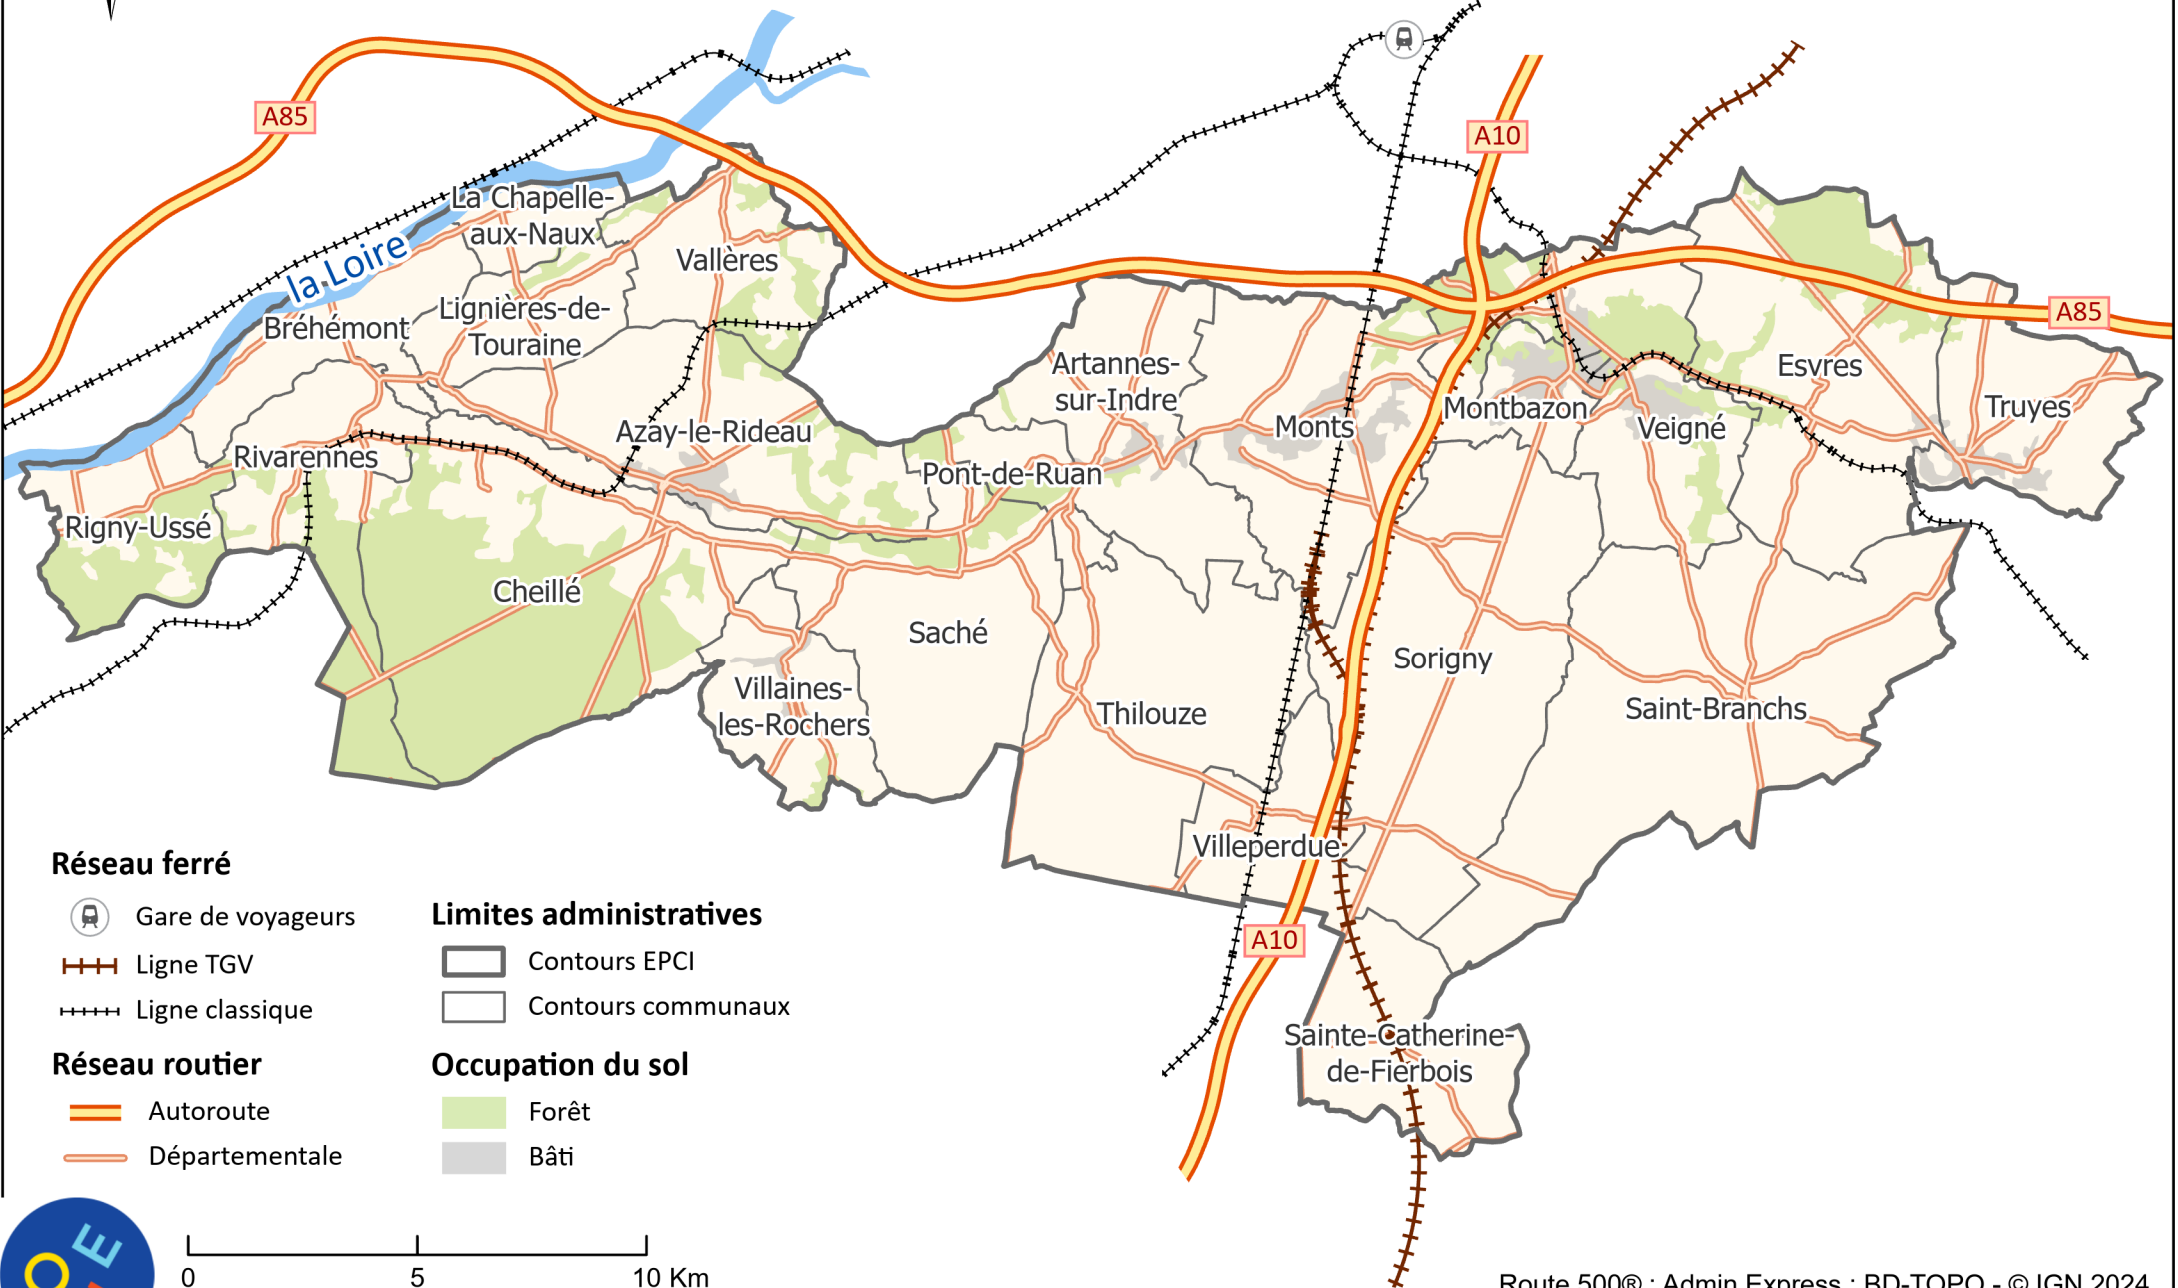 A85
A10
La Chapelle-
aux-Naux
la Loire
Vallères
Bréhémont
Lignières-de-
Touraine
A85
Artannes-
sur-Indre
Esvres
Azay-le-Rideau
Monts
Montbazon
Veigné
Truyes
Rivarennes
Pont-de-Ruan
Rigny-Ussé
Cheillé
Saché
Sorigny
Villaines-
les-Rochers
Thilouze
Saint-Branchs
Villeperdue
A10
Sainte-Catherine-
de-Fierbois
Réseau ferré
Gare de voyageurs
Ligne TGV
Ligne classique
Réseau routier
Autoroute
Départementale
Limites administratives
Contours EPCI
Contours communaux
Occupation du sol
Forêt
Bâti
O E
0 5 10 Km
Route 500® ; Admin Express ; BD-TOPO - © IGN 2024